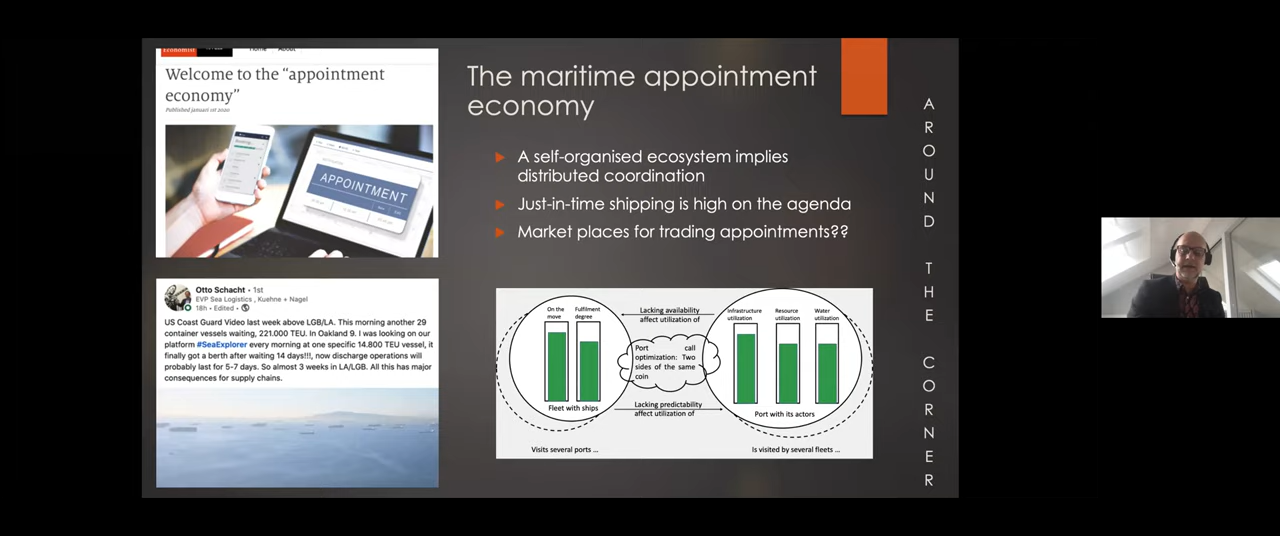 Economist
Home About
Welcome to the “appointment
economy”
Published januari 1st 2020
APPOINTMENT
Otto Schacht • 1st
EVP Sea Logistics , Kuehne + Nagel
18h • Edited •
US Coast Guard Video last week above LGB/LA. This morning another 29
container vessels waiting, 221.000 TEU. In Oakland 9. I was looking on our
platform #SeaExplorer every morning at one specific 14.800 TEU vessel, it
finally got a berth after waiting 14 days!!!, now discharge operations will
probably last for 5-7 days. So almost 3 weeks in LA/LGB. All this has major
consequences for supply chains.
The maritime appointment
economy
A self-organised ecosystem implies
distributed coordination
Just-in-time shipping is high on the agenda
Market places for trading appointments??
On the
move
Fulfilment
degree
Fleet with ships
Visits several ports ...
Lacking availability
affect utilization of
Port call
optimization: Two
sides of the same
coin
Lacking predictability
affect utilization of
Infrastructure
utilization
Resource
utilization
Water
utilization
Port with its actors
Is visited by several fleets ...
AROUND THE CORNER